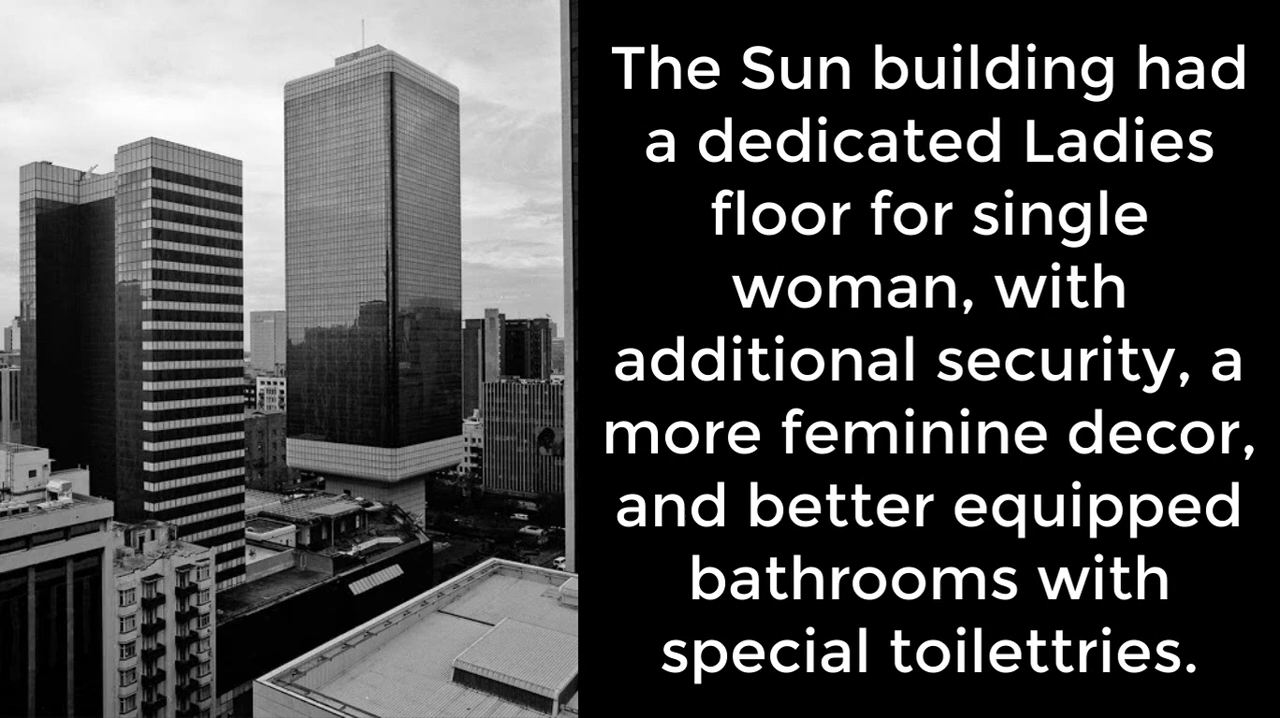 The Sun building had
a dedicated Ladies
floor for single
woman, with
additional security, a
more feminine decor,
and better equipped
bathrooms with
special toilettries.